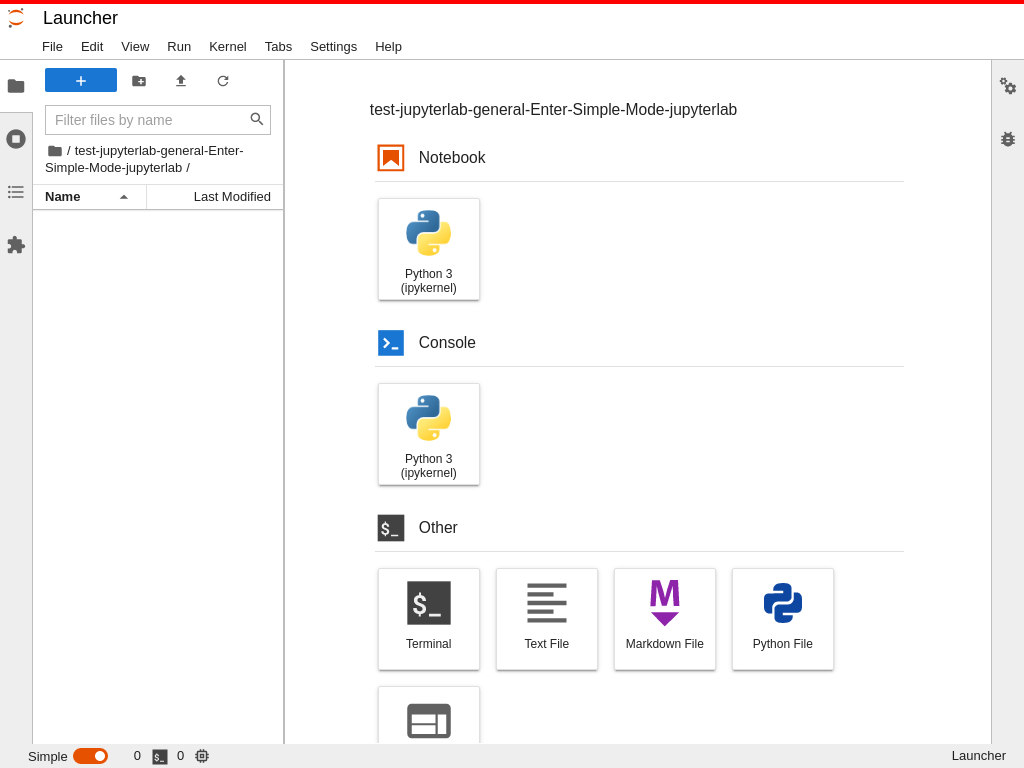 Launcher
File Edit View Run Kernel Tabs Settings Help
Filter files by name
/ test-jupyterlab-general-Enter-
Simple-Mode-jupyterlab /
Name Last Modified
test-jupyterlab-general-Enter-Simple-Mode-jupyterlab
Notebook
Python 3
(ipykernel)
Console
Python 3
(ipykernel)
$_ Other
$_
Terminal Text File Markdown File Python File
Simple 0 $_ 0 Launcher